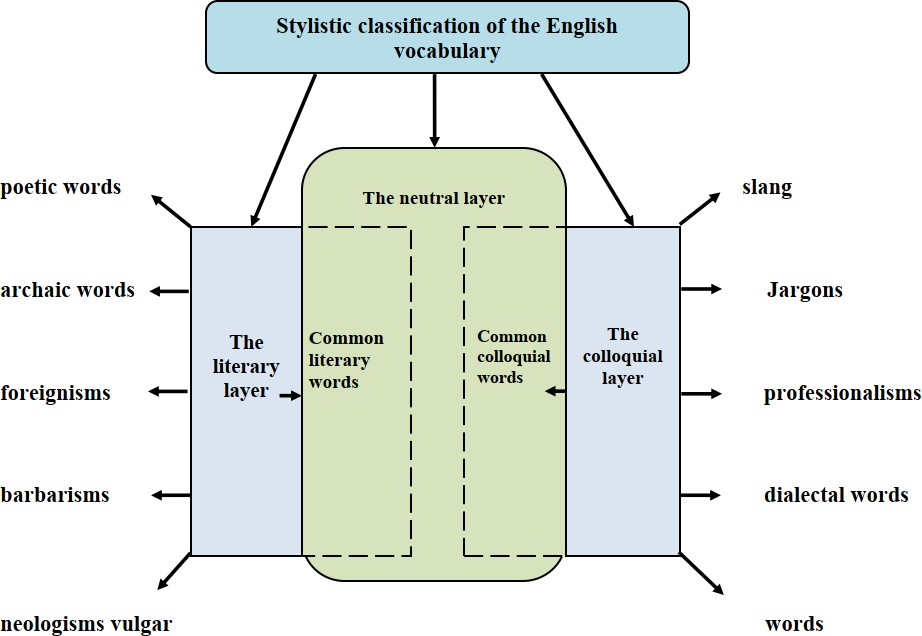 Stylistic classification of the English
vocabulary
The neutral layer
poetic words
archaic words
foreignisms
barbarisms
neologisms vulgar
The
literary
layer
Common
literary
words
Common
colloquial
words
The
colloquial
layer
slang
Jargons
professionalisms
dialectal words
words